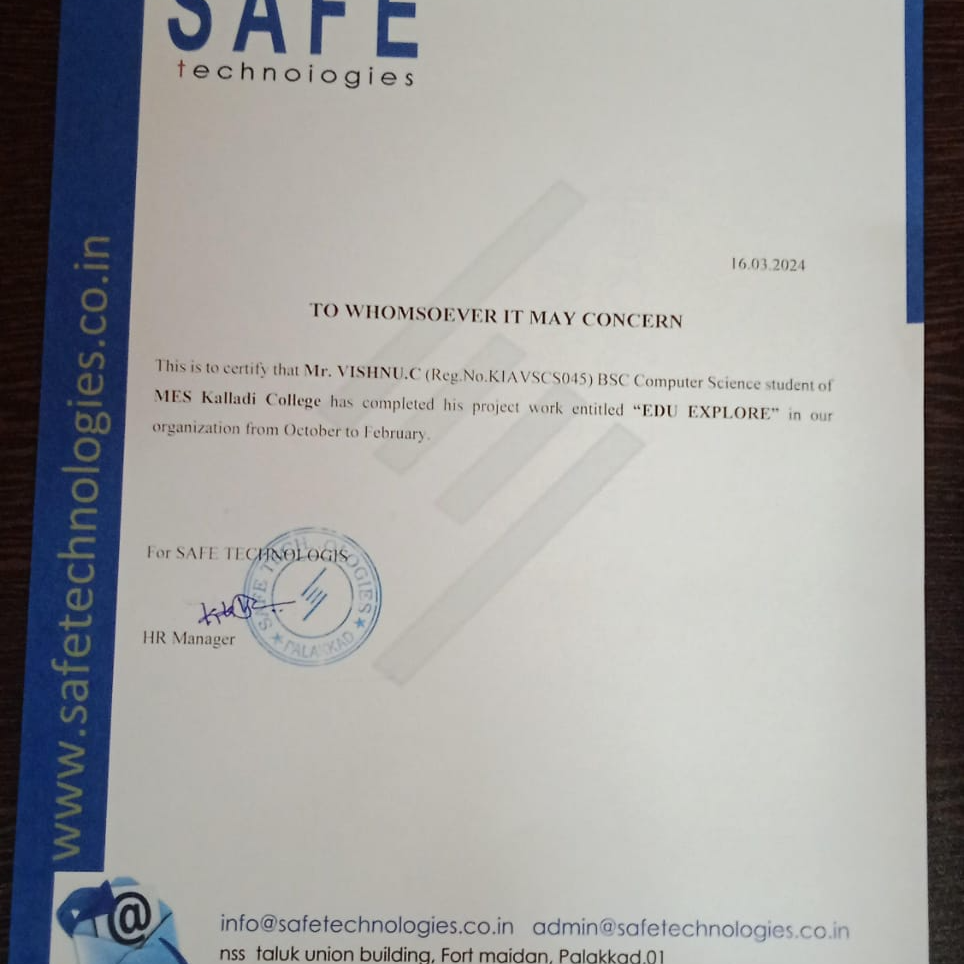 SAFE
technoiogies
www.safetechnologies.co.in
16.03.2024
TO WHOMSOEVER IT MAY CONCERN
This is to certify that Mr. VISHNU.C (Reg.No.KIAVSCS045) BSC Computer Science student of
MES Kalladi College has completed his project work entitled “EDU EXPLORE” in our
organization from October to February.
For SAFE TECHNOLOGIS
SAFE TECHNOLOGIES
PALAKKAD
HR Manager
@
info@safetechnologies.co.in admin@safetechnologies.co.in
nss taluk union building, Fort maidan, Palakkad.01